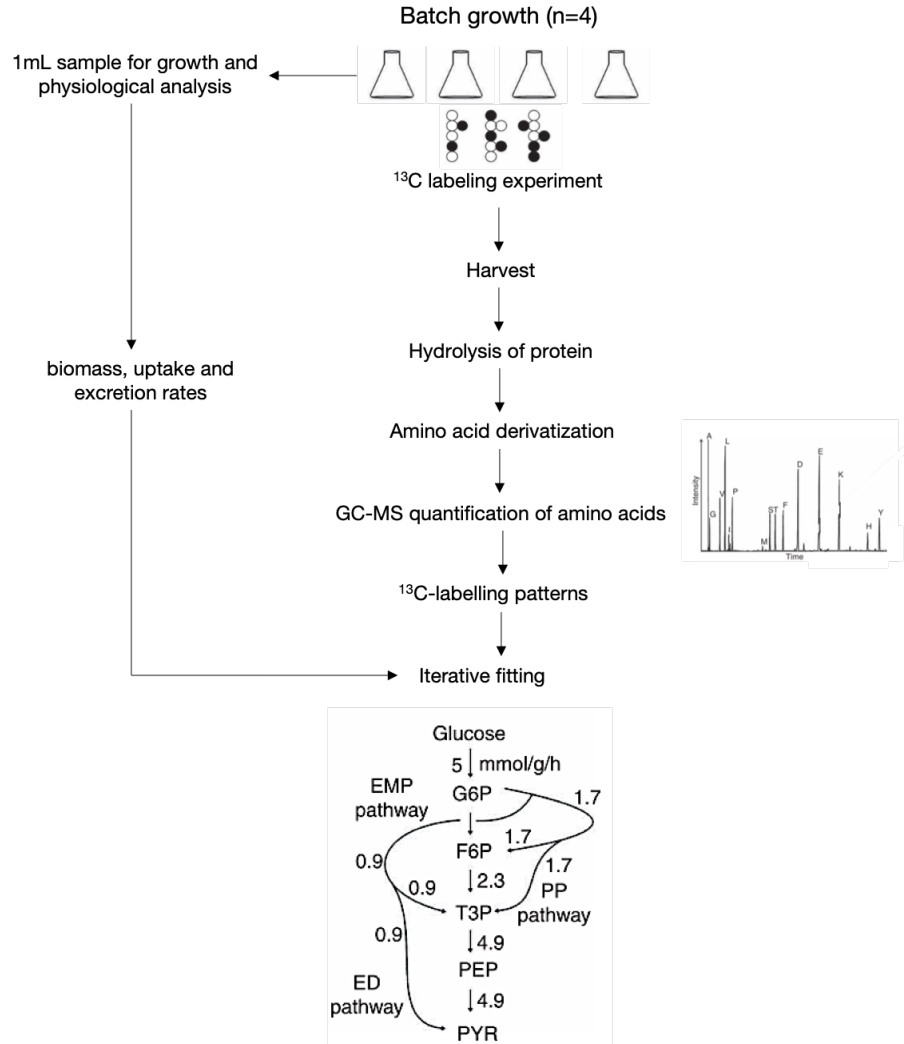 Batch growth (n=4)
1mL sample for growth and
physiological analysis
13C labeling experiment
Harvest
Hydrolysis of protein
biomass, uptake and
excretion rates
Amino acid derivatization
GC-MS quantification of amino acids
Intensity
A
L
G
V
P
I
M
ST
F
D
E
K
H
Y
Time
13C-labelling patterns
Iterative fitting
Glucose
5 mmol/g/h
EMP
pathway
G6P
1.7
F6P
1.7
0.9
2.3
1.7
0.9
PP
pathway
T3P
0.9
4.9
PEP
ED
pathway
4.9
PYR